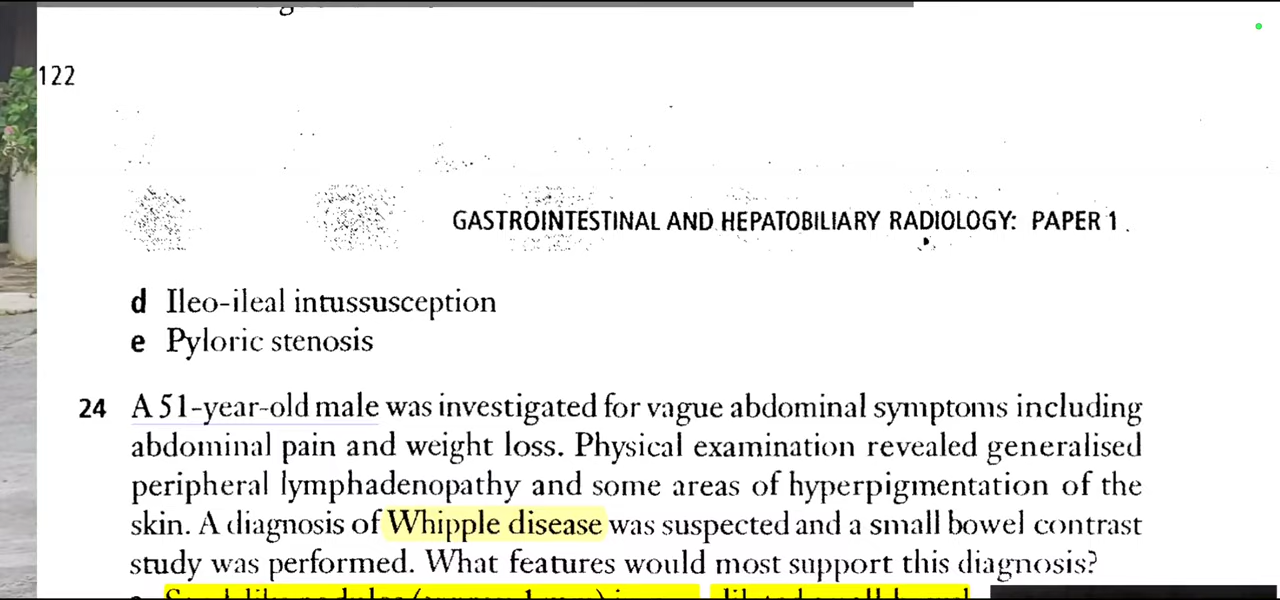 122
GASTROINTESTINAL AND HEPATOBILIARY RADIOLOGY: PAPER 1
d Ileo-ileal intussusception
e Pyloric stenosis
24 A 51-year-old male was investigated for vague abdominal symptoms including
abdominal pain and weight loss. Physical examination revealed generalised
peripheral lymphadenopathy and some areas of hyperpigmentation of the
skin. A diagnosis of Whipple disease was suspected and a small bowel contrast
study was performed. What features would most support this diagnosis?